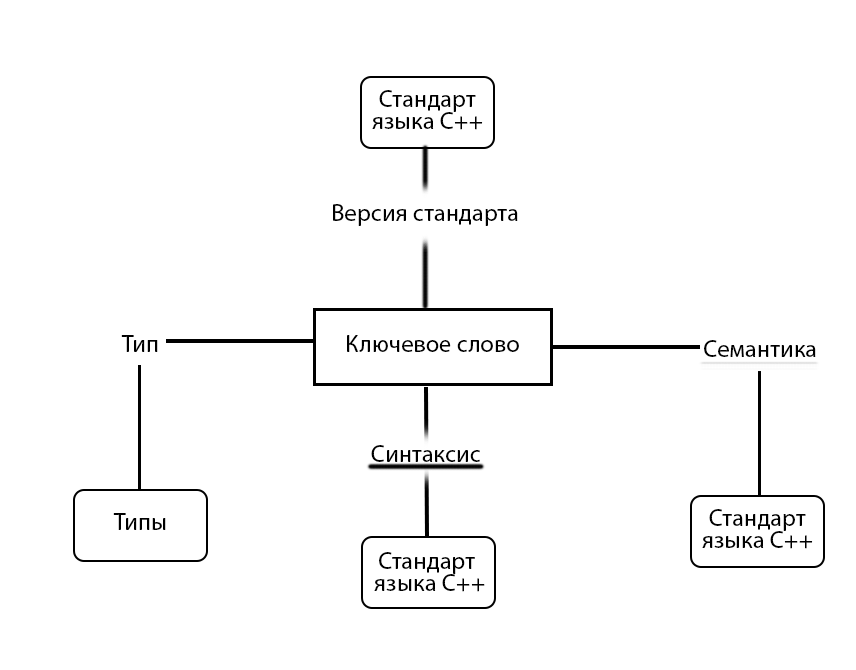 Стандарт
языка C++
Версия стандарта
Тип
Ключевое слово
Семантика
Синтаксис
Типы
Стандарт
языка C++
Стандарт
языка C++